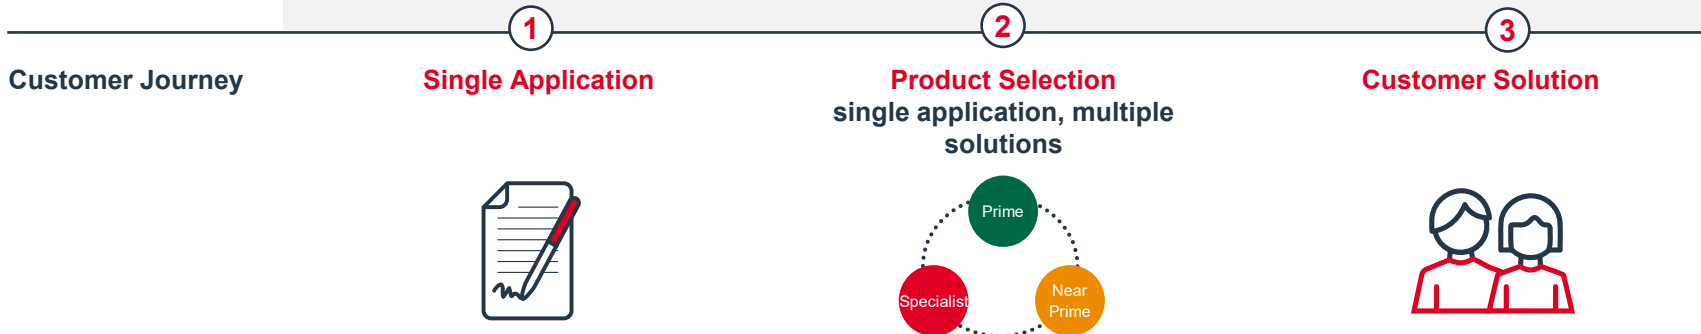 1
2
3
Customer Journey
Single Application
Product Selection
single application, multiple
solutions
Customer Solution
Prime
Specialist
Near
Prime